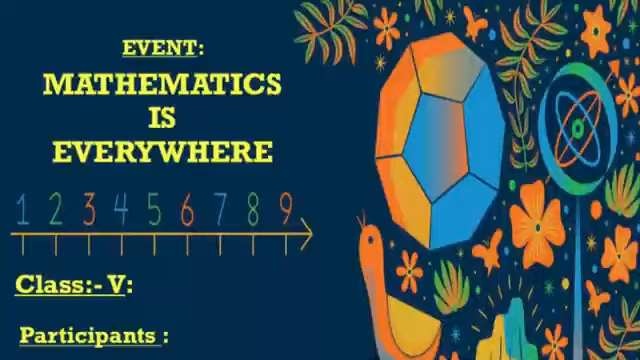 EVENT:
MATHEMATICS
IS
EVERYWHERE
1 2 3 4 5 6 7 8 9
Class:- V:
Participants :